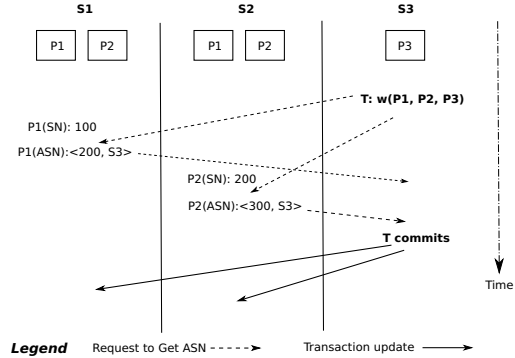 S1 S2 S3
P1 P2 P1 P2 P3
T: w(P1, P2, P3)
P1(SN): 100
P1(ASN):<200, S3>
P2(SN): 200
P2(ASN):<300, S3>
T commits
Time
Legend Request to Get ASN Transaction update